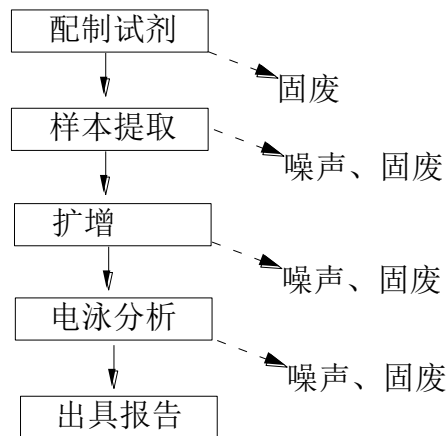 配制试剂
固废
样本提取
噪声、固废
扩增
噪声、固废
电泳分析
噪声、固废
出具报告